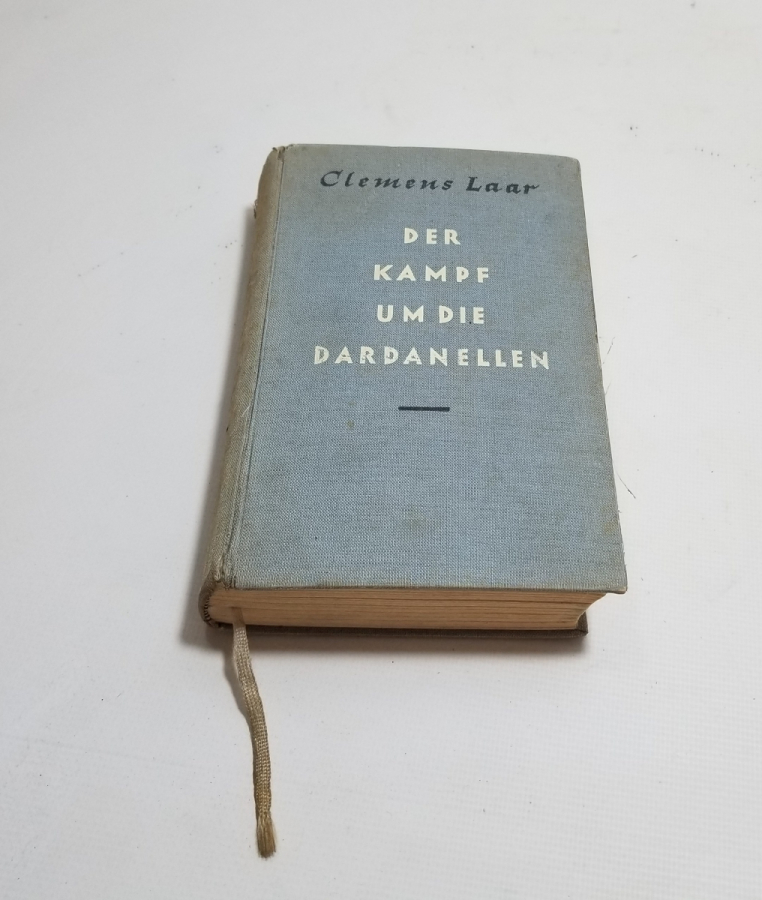 Clemens Laar
DER
KAMPF
UM DIE
DARDANELLEN